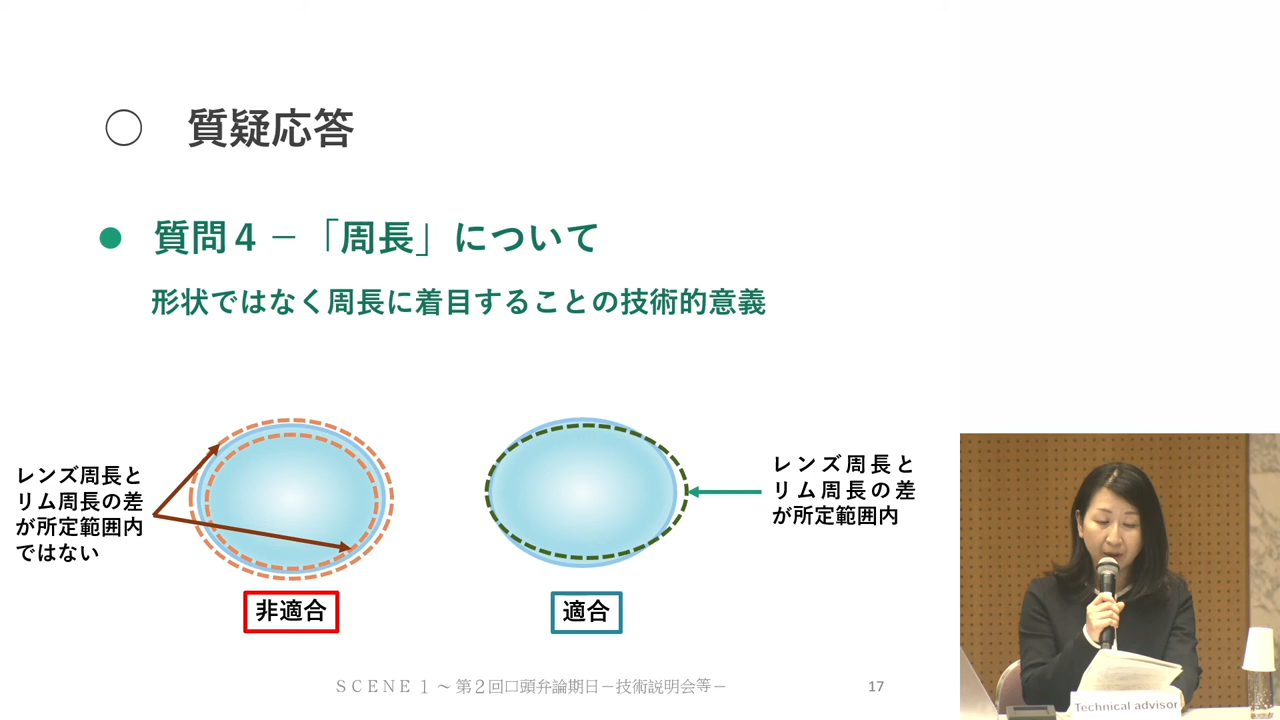 ○ 質疑応答
● 質問４－「周長」について
形状ではなく周長に着目することの技術的意義
レンズ周長と
リム周長の差
が所定範囲内
ではない
非適合
適合
レンズ周長と
リム周長の差
が所定範囲内
ＳＣＥＮＥ１～第２回口頭弁論期日－技術説明会等－
17
Technical advisor